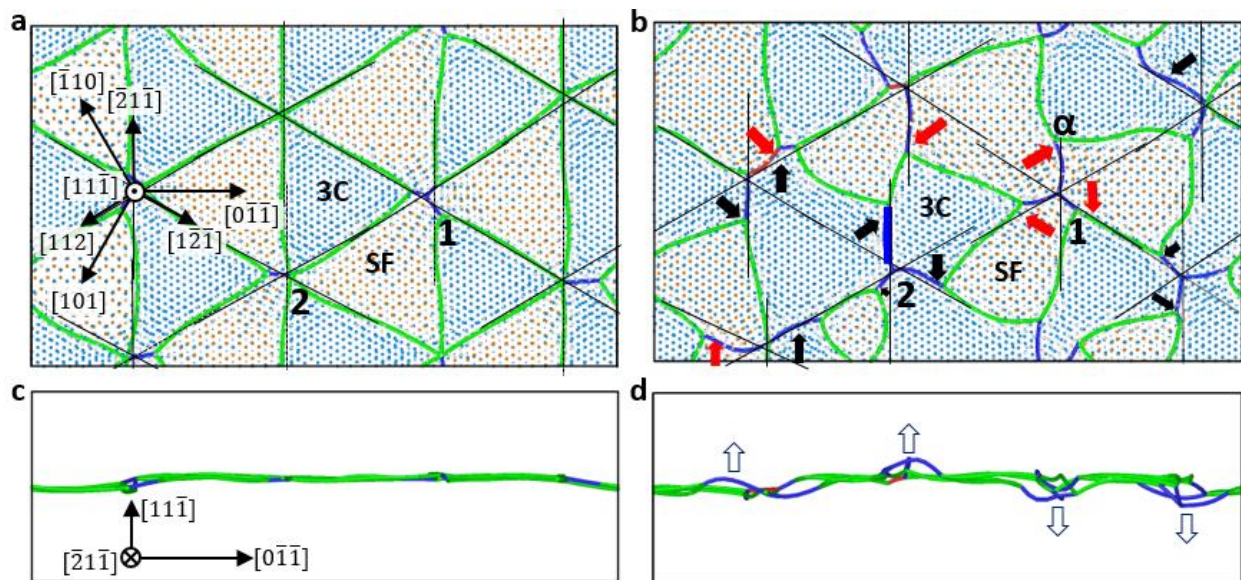 a
b
[1̅10]
[2̅11̅]
[111̅]
[01̅1̅]
[112]
[12̅1̅]
[101]
3C
SF
1
2
α
3C
SF
1
2
c
d
[111̅]
[2̅11̅]
[01̅1̅]